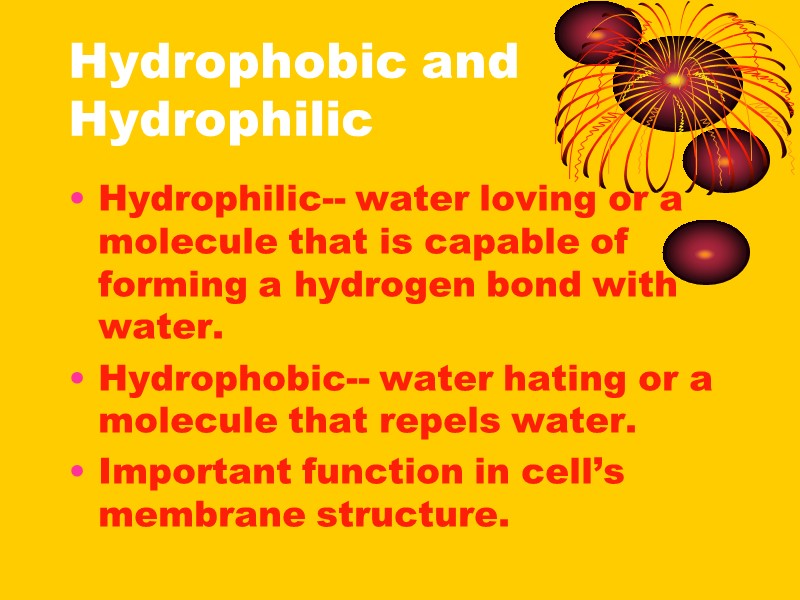 Hydrophobic and
Hydrophilic
• Hydrophilic-- water loving or a
molecule that is capable of
forming a hydrogen bond with
water.
• Hydrophobic-- water hating or a
molecule that repels water.
• Important function in cell’s
membrane structure.